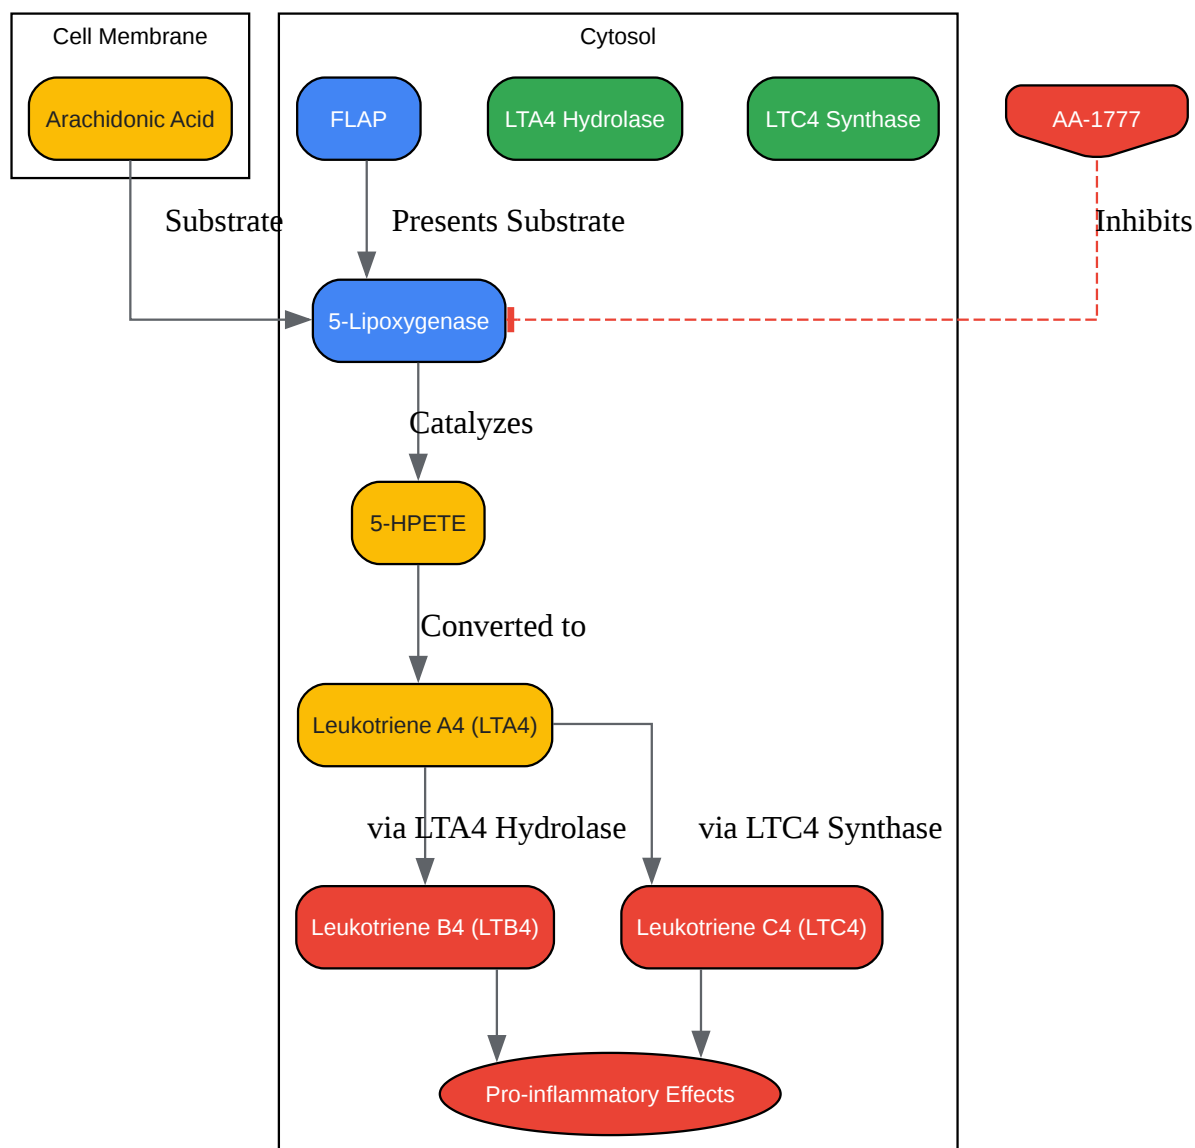 Cell Membrane
Cytosol
Arachidonic Acid
FLAP
LTA4 Hydrolase
LTC4 Synthase
AA-1777
Substrate
Presents Substrate
Inhibits
5-Lipoxygenase
Catalyzes
5-HPETE
Converted to
Leukotriene A4 (LTA4)
via LTA4 Hydrolase
via LTC4 Synthase
Leukotriene B4 (LTB4)
Leukotriene C4 (LTC4)
Pro-inflammatory Effects